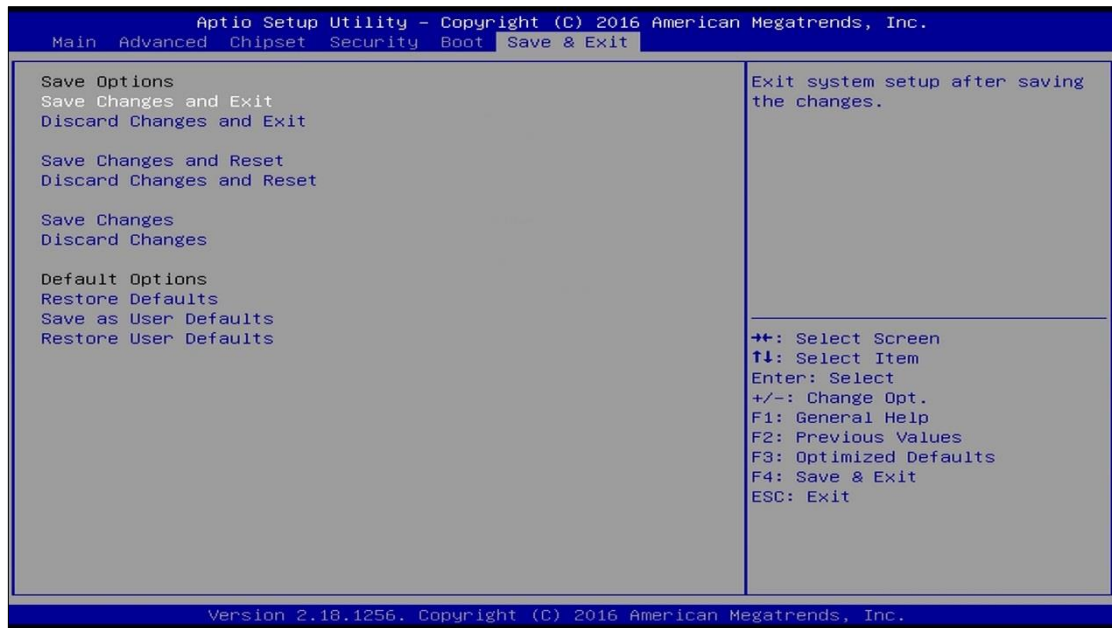 Aptio Setup Utility – Copyright (C) 2016 American Megatrends, Inc.
Main Advanced Chipset Security Boot Save & Exit
Save Options
Save Changes and Exit
Discard Changes and Exit
Save Changes and Reset
Discard Changes and Reset
Save Changes
Discard Changes
Default Options
Restore Defaults
Save as User Defaults
Restore User Defaults
Exit system setup after saving
the changes.
→←: Select Screen
↑↓: Select Item
Enter: Select
+/-: Change Opt.
F1: General Help
F2: Previous Values
F3: Optimized Defaults
F4: Save & Exit
ESC: Exit
Version 2.18.1256. Copyright (C) 2016 American Megatrends, Inc.